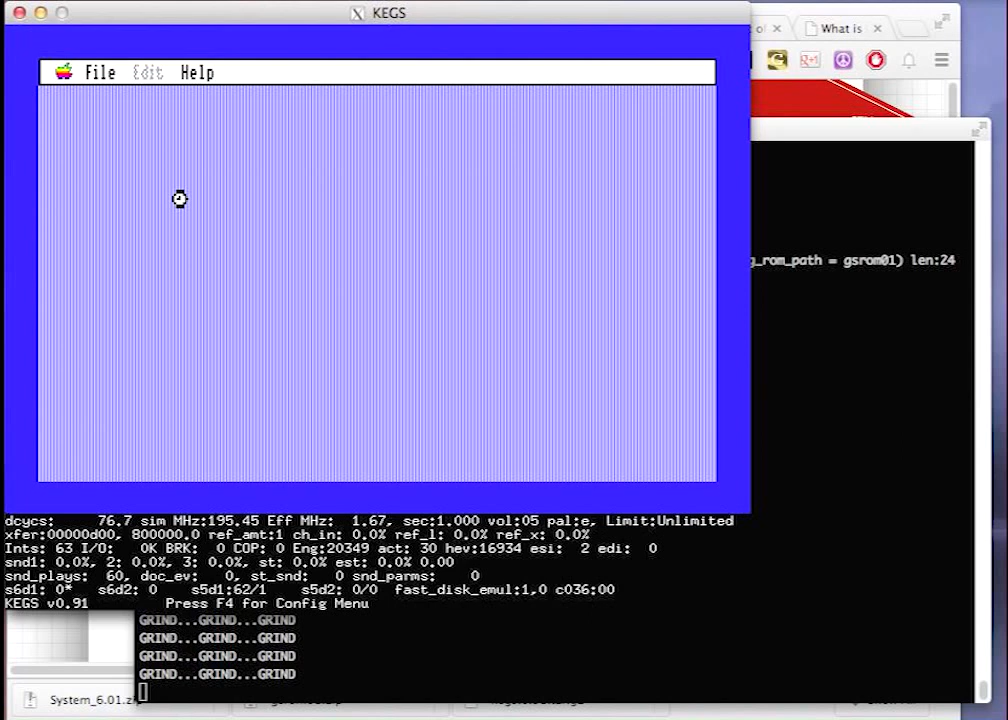 KEGS
What is
File Edit Help
g_rom_path = gsrom01) len:24
dcycs: 76.7 sim MHz:195.45 Eff MHz: 1.67, sec:1.000 vol:05 pal:e, Limit:Unlimited
xfer:00000d00, 800000.0 ref_amt:1 ch_in: 0.0% ref_l: 0.0% ref_x: 0.0%
Ints: 63 I/O: 0K BRK: 0 COP: 0 Eng:20349 act: 30 hev:16934 esi: 2 edi: 0
snd1: 0.0%, 2: 0.0%, 3: 0.0%, st: 0.0% est: 0.0% 0.00
snd_plays: 60, doc_ev: 0, st_snd: 0 snd_parms: 0
s6d1: 0* s6d2: 0 s5d1:62/1 s5d2: 0/0 fast_disk_emul:1,0 c036:00
KEGS v0.91 Press F4 for Config Menu
GRIND...GRIND...GRIND
GRIND...GRIND...GRIND
GRIND...GRIND...GRIND
GRIND...GRIND...GRIND
System_6.01.zip